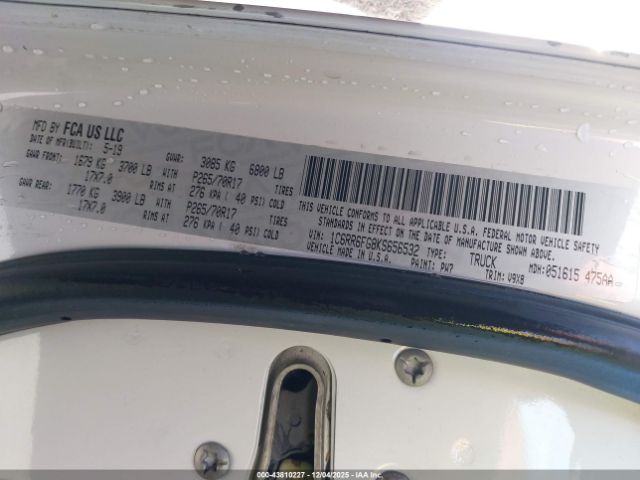 MFD BY FCA US LLC
DATE OF MFR(BUILT): 5-19 GVWR: 3085 KG 6800 LB
GAWR FRONT: 1679 KG 3700 LB WITH P265/70R17 TIRES
17X7.0 RIMS AT 276 KPA ( 40 PSI) COLD
GAWR REAR: 1770 KG 3900 LB WITH P265/70R17 TIRES
17X7.0 RIMS AT 276 KPA ( 40 PSI) COLD
THIS VEHICLE CONFORMS TO ALL APPLICABLE U.S.A. FEDERAL MOTOR VEHICLE SAFETY
STANDARDS IN EFFECT ON THE DATE OF MANUFACTURE SHOWN ABOVE.
VIN: 1C6RR6FG8KS656532 TYPE: TRUCK
VEHICLE MADE IN U.S.A. PAINT: PW7 TRIM: V9X8 MDH:051615 475AA
000-43810227 - 12/04/2025 - IAAI.COM